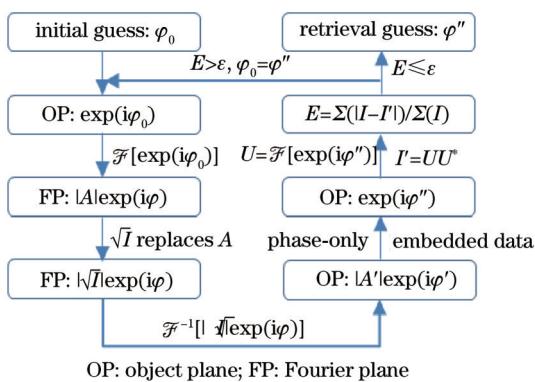 initial guess: φ₀
retrieval guess: φ″
E>ε, φ₀=φ″
E≤ε
OP: exp(iφ₀)
E=Σ(|I−I′|)/Σ(I)
ℱ[exp(iφ₀)]
U=ℱ[exp(iφ″)]
I′=UU*
FP: |A|exp(iφ)
OP: exp(iφ″)
√I replaces A
phase-only
embedded data
FP: |√I|exp(iφ)
OP: |A′|exp(iφ′)
ℱ⁻¹[| √I|exp(iφ)]
OP: object plane; FP: Fourier plane